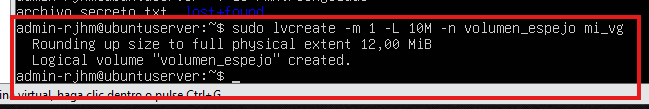 archivo_secreto.txt  lost+found
admin-rjhm@ubuntuserver:~$ sudo lvcreate -m 1 -L 10M -n volumen_espejo mi_vg
  Rounding up size to full physical extent 12,00 MiB
  Logical volume "volumen_espejo" created.
admin-rjhm@ubuntuserver:~$ _
virtual, haga clic dentro o pulse Ctrl+G.